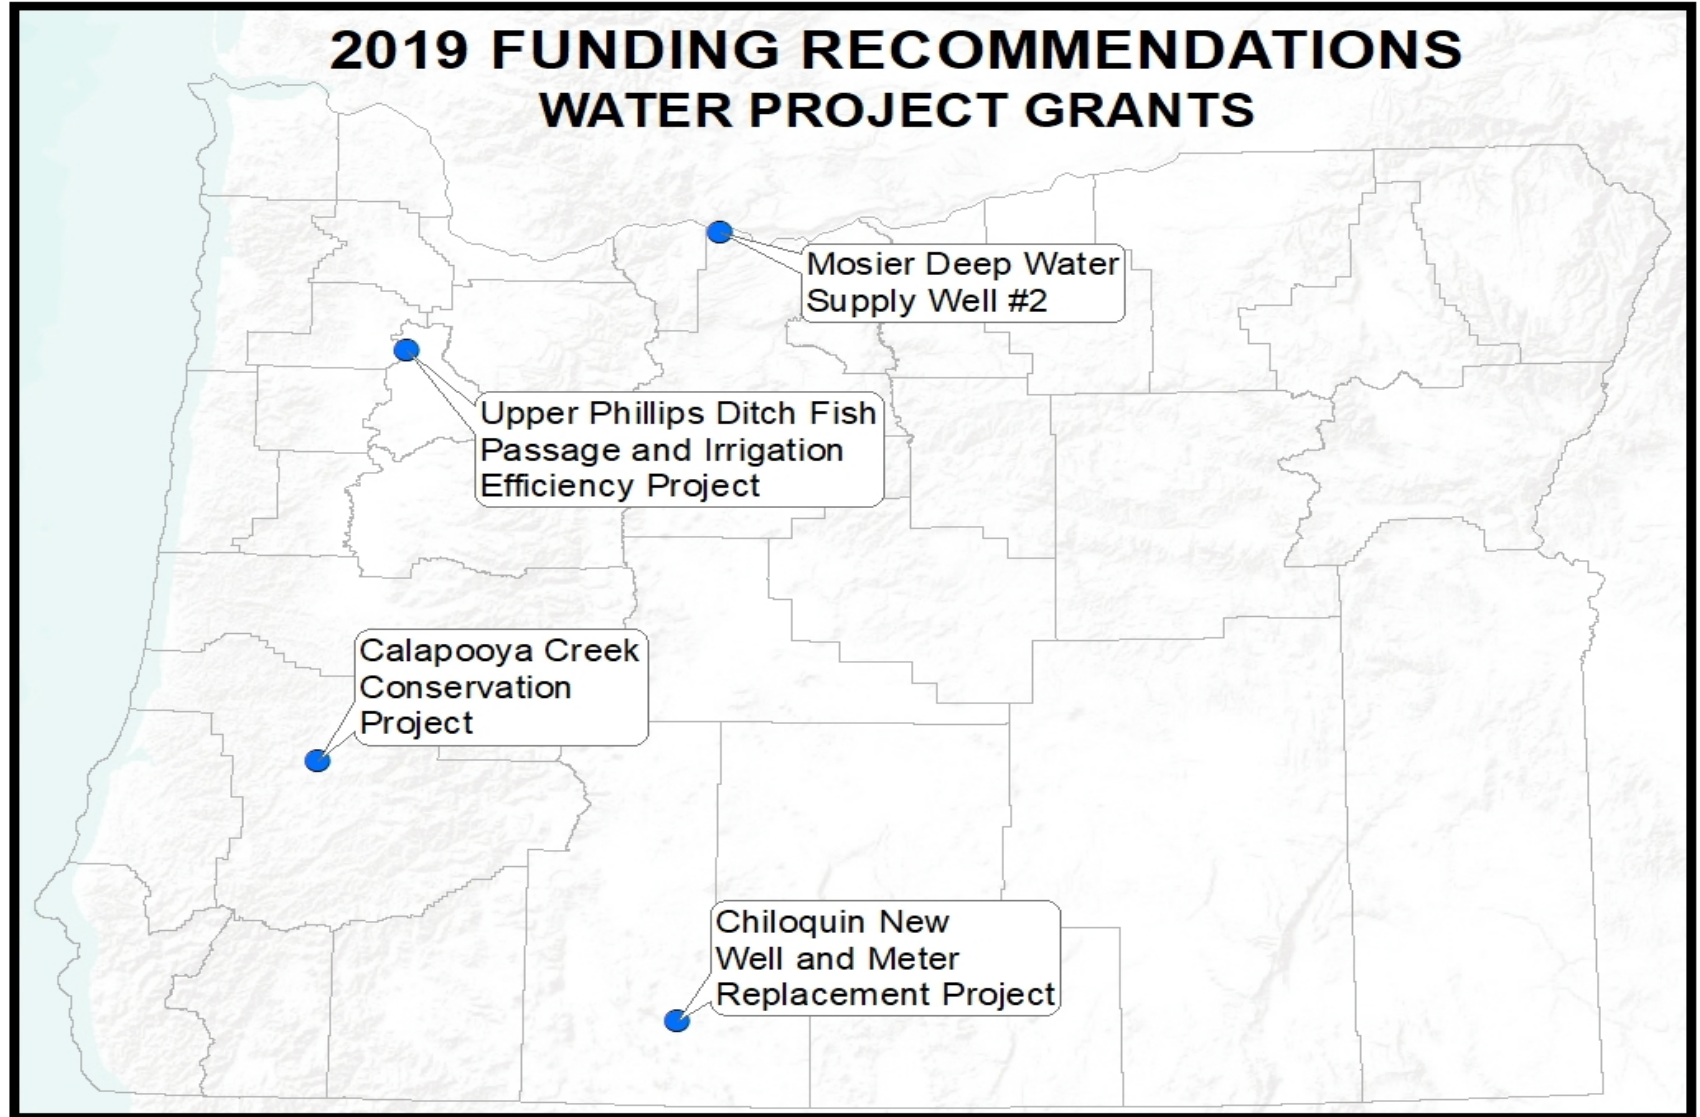 2019 FUNDING RECOMMENDATIONS
WATER PROJECT GRANTS
Mosier Deep Water
Supply Well #2
Upper Phillips Ditch Fish
Passage and Irrigation
Efficiency Project
Calapooya Creek
Conservation
Project
Chiloquin New
Well and Meter
Replacement Project